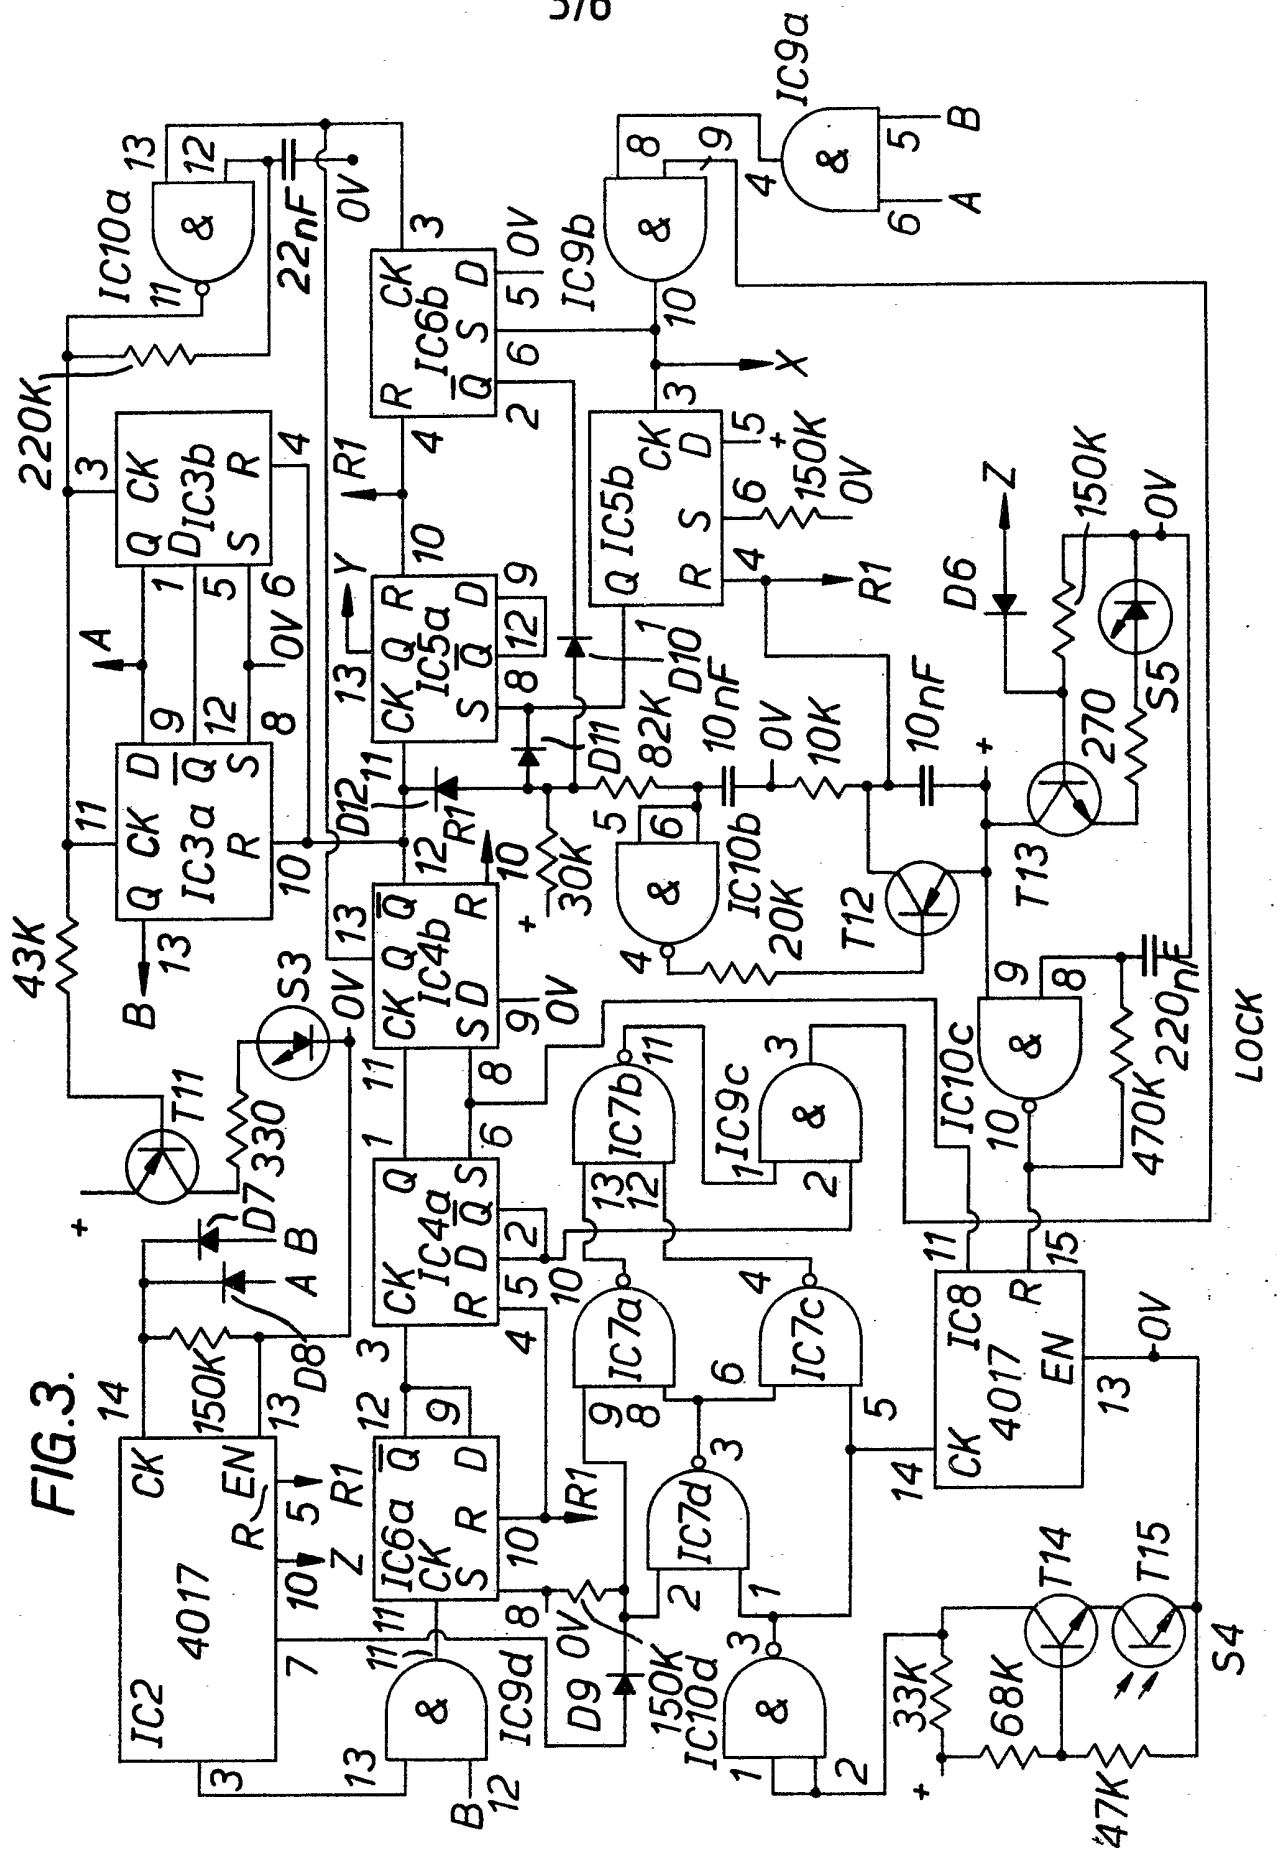 3/8
FIG.3.
IC2
4017
CK
EN
R
3
7
10
5
13
14
Z
R1
150K
D8
D7
A
B
+
T11
330
S3
0V
43K
B
13
Q
CK
D
IC3a
Q
R
S
11
9
12
10
8
A
0V
Q
CK
D
IC3b
S
R
3
1
5
6
4
220K
IC10a
&
11
13
12
22nF
0V
13
B
12
&
IC9d
11
11
IC6a
CK
S
R
D
Q
8
10
12
9
0V
150K
D9
R1
3
CK
IC4a
R
D
Q
S
Q
4
5
2
6
1
11
CK
Q
Q
IC4b
S
D
R
8
9
0V
13
12
10
R1
D12
11
CK
Q
R
IC5a
S
Q
D
8
12
9
13
Y
10
R1
4
R
CK
IC6b
Q
S
D
2
6
5
0V
3
+
30K
D11
D10
82K
10nF
0V
10K
10nF
+
1
Q
IC5b
CK
R
S
D
4
6
5
+
150K
0V
3
R1
X
IC9b
&
10
8
9
IC9a
&
4
6
5
A
B
IC10d
&
1
2
3
IC7d
2
1
3
IC7a
9
8
10
IC7c
6
5
4
IC7b
13
12
11
IC9c
&
1
2
3
IC10b
&
5
6
4
20K
T12
T13
270
S5
D6
Z
150K
0V
IC10c
&
9
8
10
470K
220nF
14
CK
IC8
4017
R
EN
11
15
13
0V
33K
+
68K
47K
T14
T15
S4
LOCK